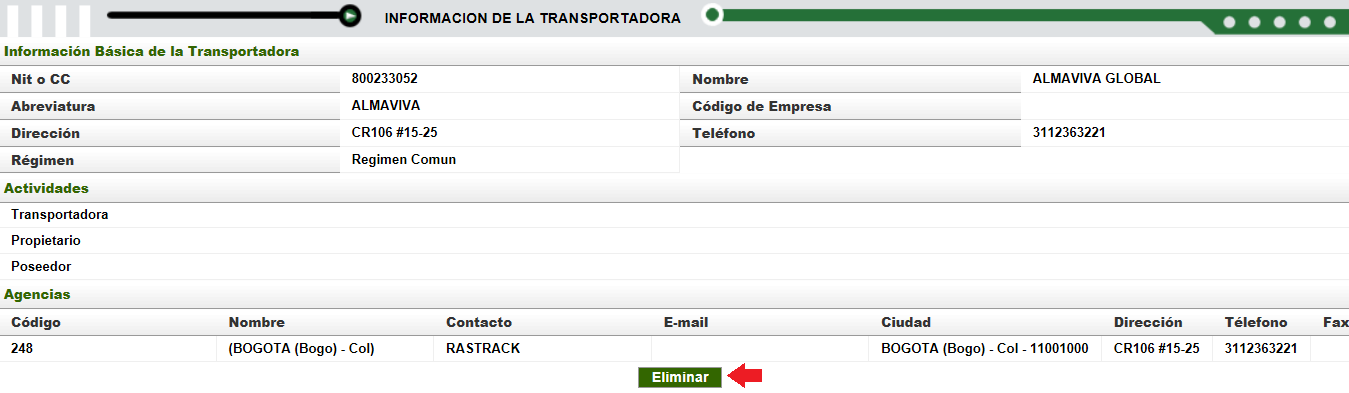 INFORMACION DE LA TRANSPORTADORA
Información Básica de la Transportadora
Nit o CC 800233052 Nombre ALMAVIVA GLOBAL
Abreviatura ALMAVIVA Código de Empresa
Dirección CR106 #15-25 Teléfono 3112363221
Régimen Regimen Comun
Actividades
Transportadora
Propietario
Poseedor
Agencias
Código Nombre Contacto E-mail Ciudad Dirección Télefono Fax
248 (BOGOTA (Bogo) - Col) RASTRACK BOGOTA (Bogo) - Col - 11001000 CR106 #15-25 3112363221
Eliminar